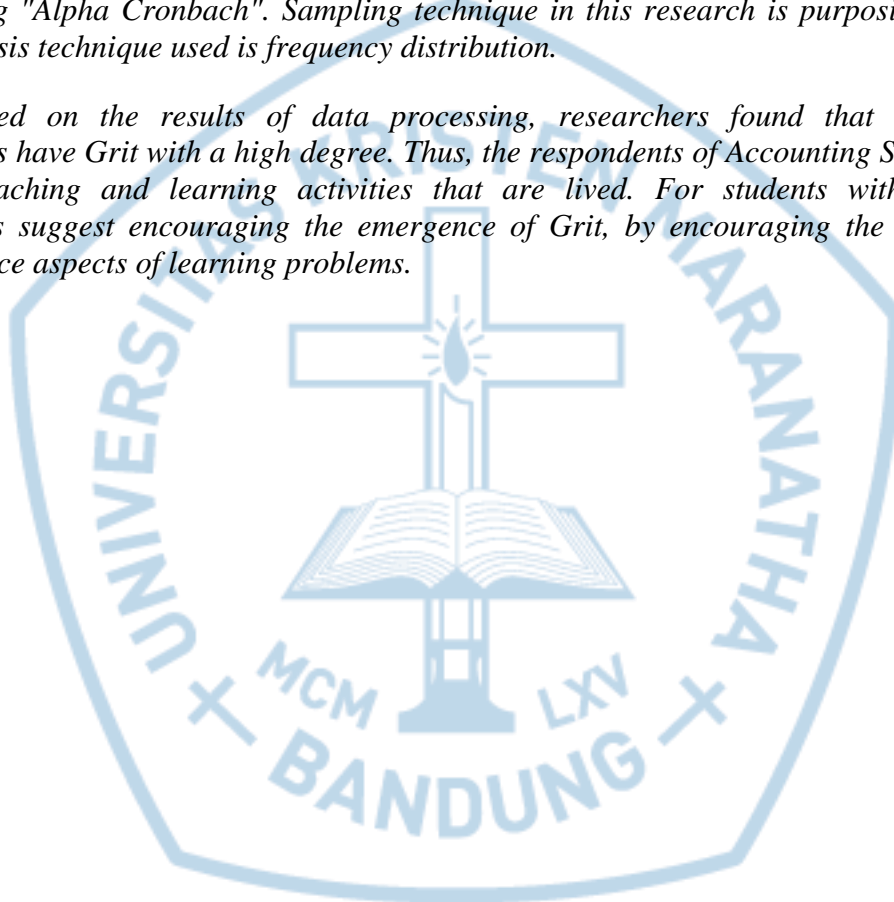 g "Alpha Cronbach". Sampling technique in this research is purposi
sis technique used is frequency distribution.
ed on the results of data processing, researchers found that
s have Grit with a high degree. Thus, the respondents of Accounting S
aching and learning activities that are lived. For students with
s suggest encouraging the emergence of Grit, by encouraging the
ce aspects of learning problems.
UNIVERSITAS KRISTEN MARANATHA
MCM LXV
BANDUNG